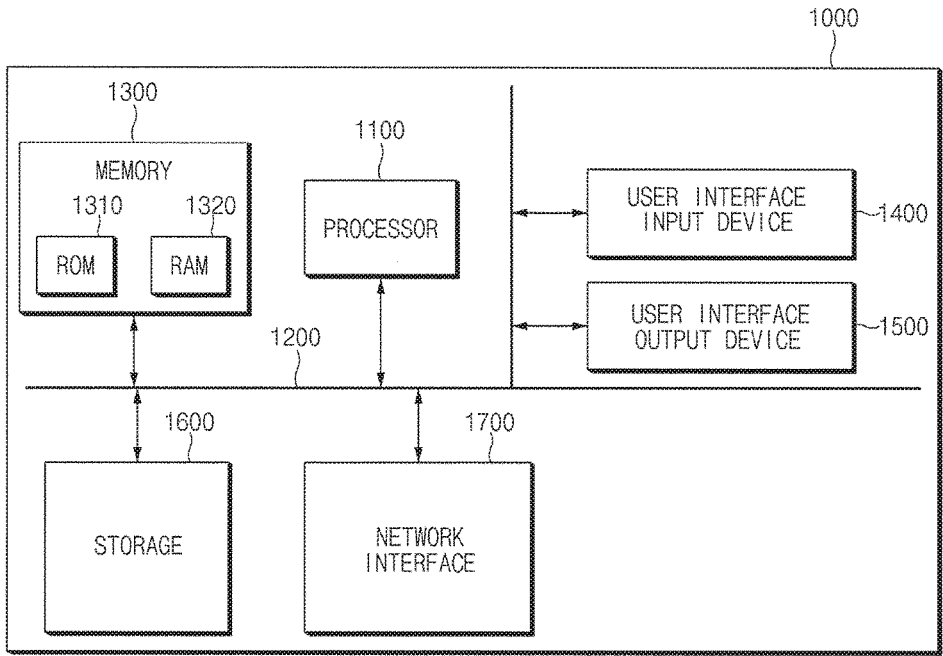 1000
1300
MEMORY
1310
1320
ROM
RAM
1100
PROCESSOR
USER INTERFACE
INPUT DEVICE
1400
USER INTERFACE
OUTPUT DEVICE
1500
1200
1600
STORAGE
1700
NETWORK
INTERFACE